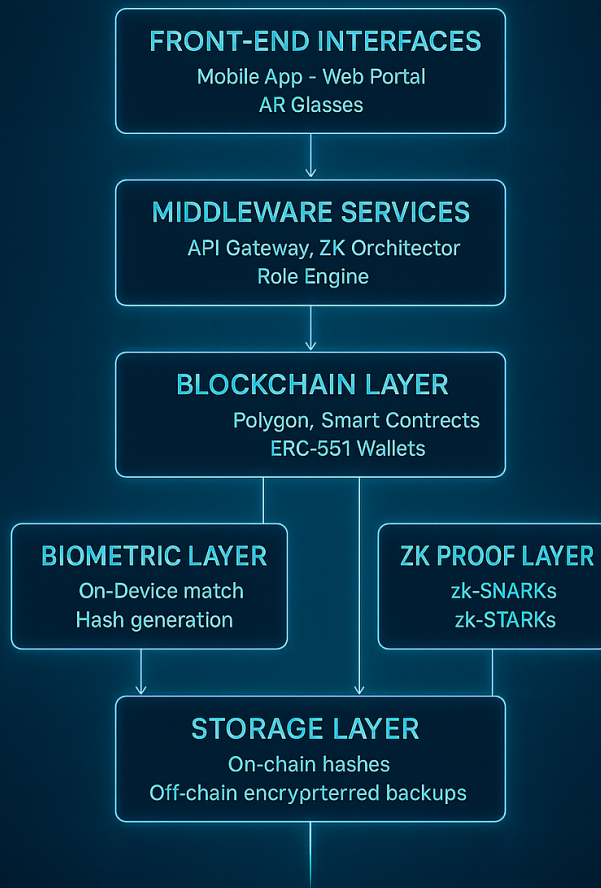 FRONT-END INTERFACES
Mobile App - Web Portal
AR Glasses
MIDDLEWARE SERVICES
API Gateway, ZK Orchitector
Role Engine
BLOCKCHAIN LAYER
Polygon, Smart Contrects
ERC-551 Wallets
BIOMETRIC LAYER
On-Device match
Hash generation
ZK PROOF LAYER
zk-SNARKs
zk-STARKs
STORAGE LAYER
On-chain hashes
Off-chain encryprterred backups